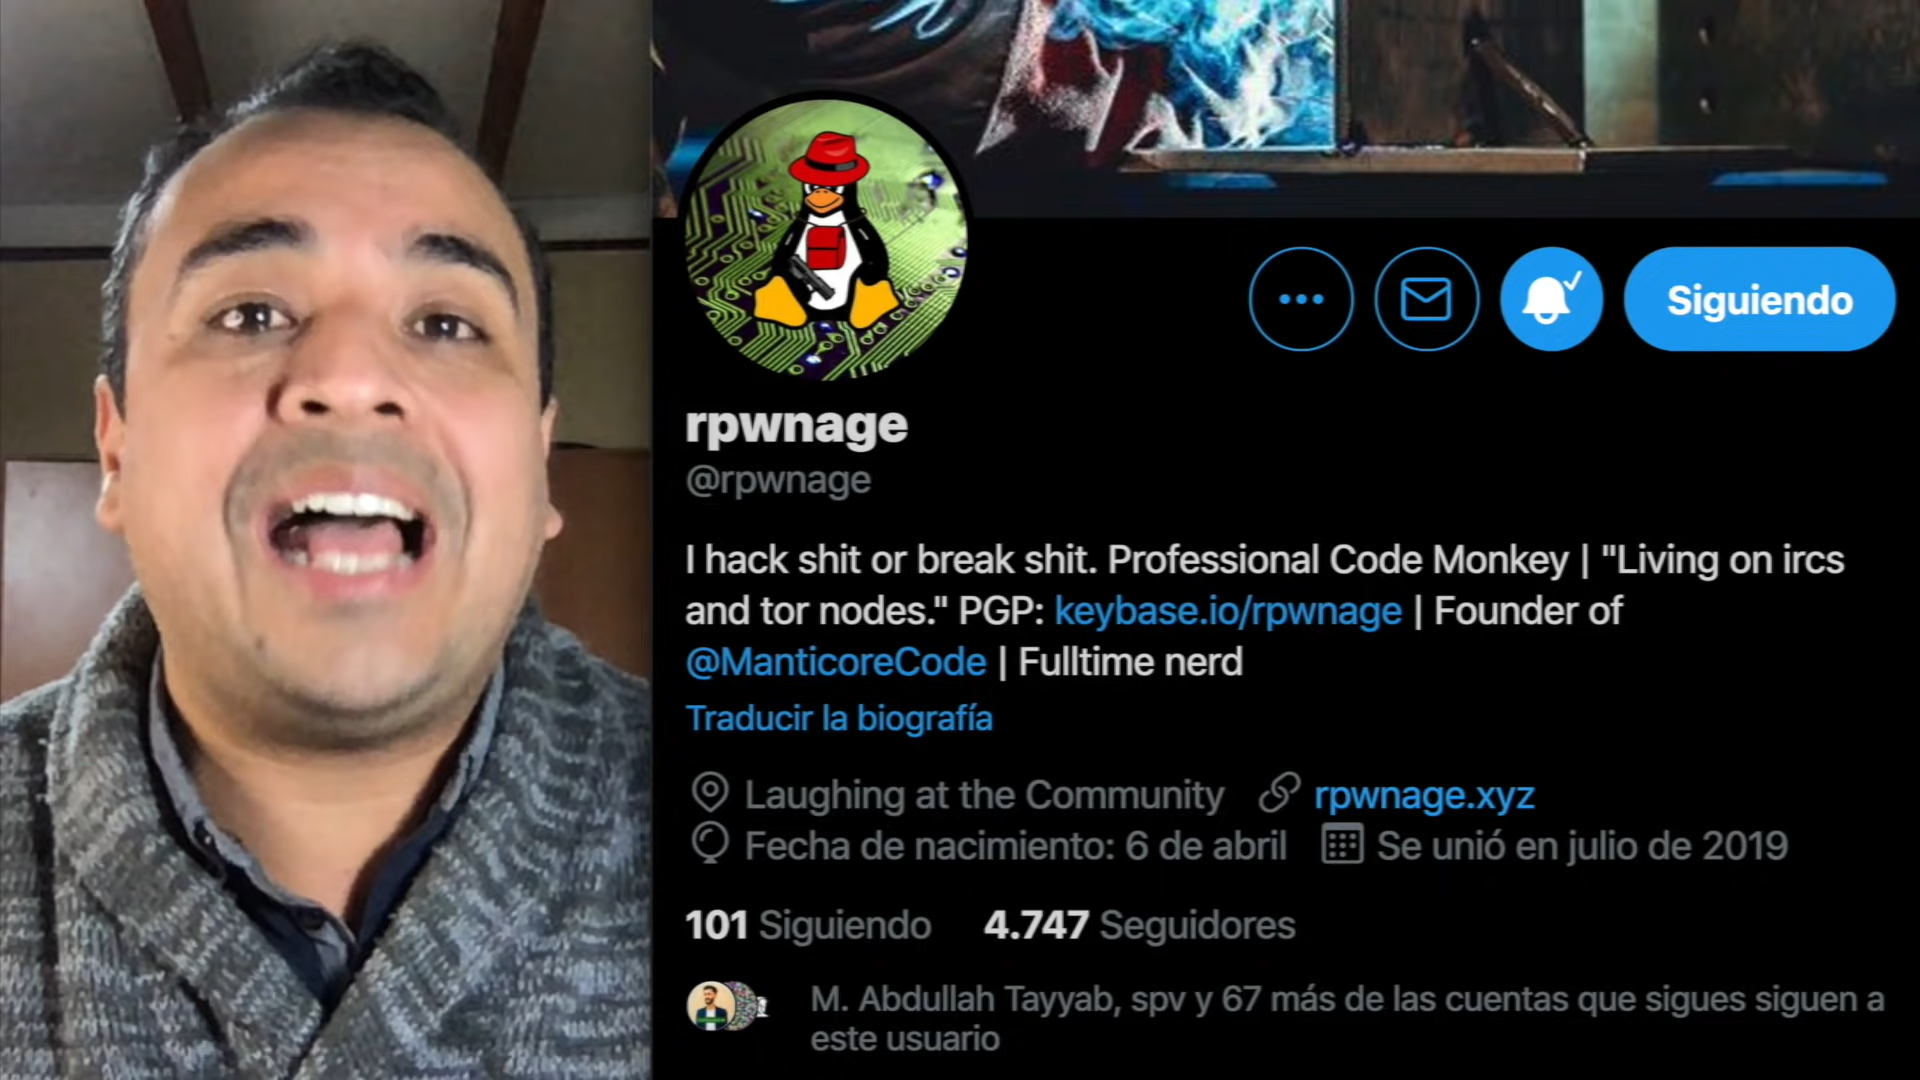 Siguiendo
rpwnage
@rpwnage
I hack shit or break shit. Professional Code Monkey | "Living on ircs
and tor nodes." PGP: keybase.io/rpwnage | Founder of
@ManticoreCode | Fulltime nerd
Traducir la biografía
Laughing at the Community rpwnage.xyz
Fecha de nacimiento: 6 de abril Se unió en julio de 2019
101 Siguiendo 4.747 Seguidores
M. Abdullah Tayyab, spv y 67 más de las cuentas que sigues siguen a
este usuario